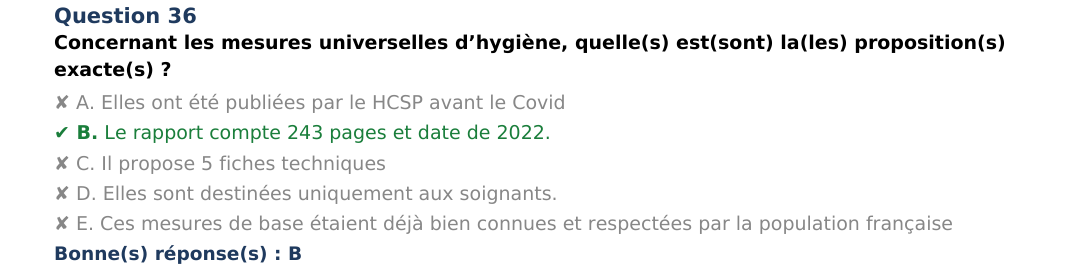 Question 36
Concernant les mesures universelles d’hygiène, quelle(s) est(sont) la(les) proposition(s)
exacte(s) ?
✘ A. Elles ont été publiées par le HCSP avant le Covid
✔ B. Le rapport compte 243 pages et date de 2022.
✘ C. Il propose 5 fiches techniques
✘ D. Elles sont destinées uniquement aux soignants.
✘ E. Ces mesures de base étaient déjà bien connues et respectées par la population française
Bonne(s) réponse(s) : B